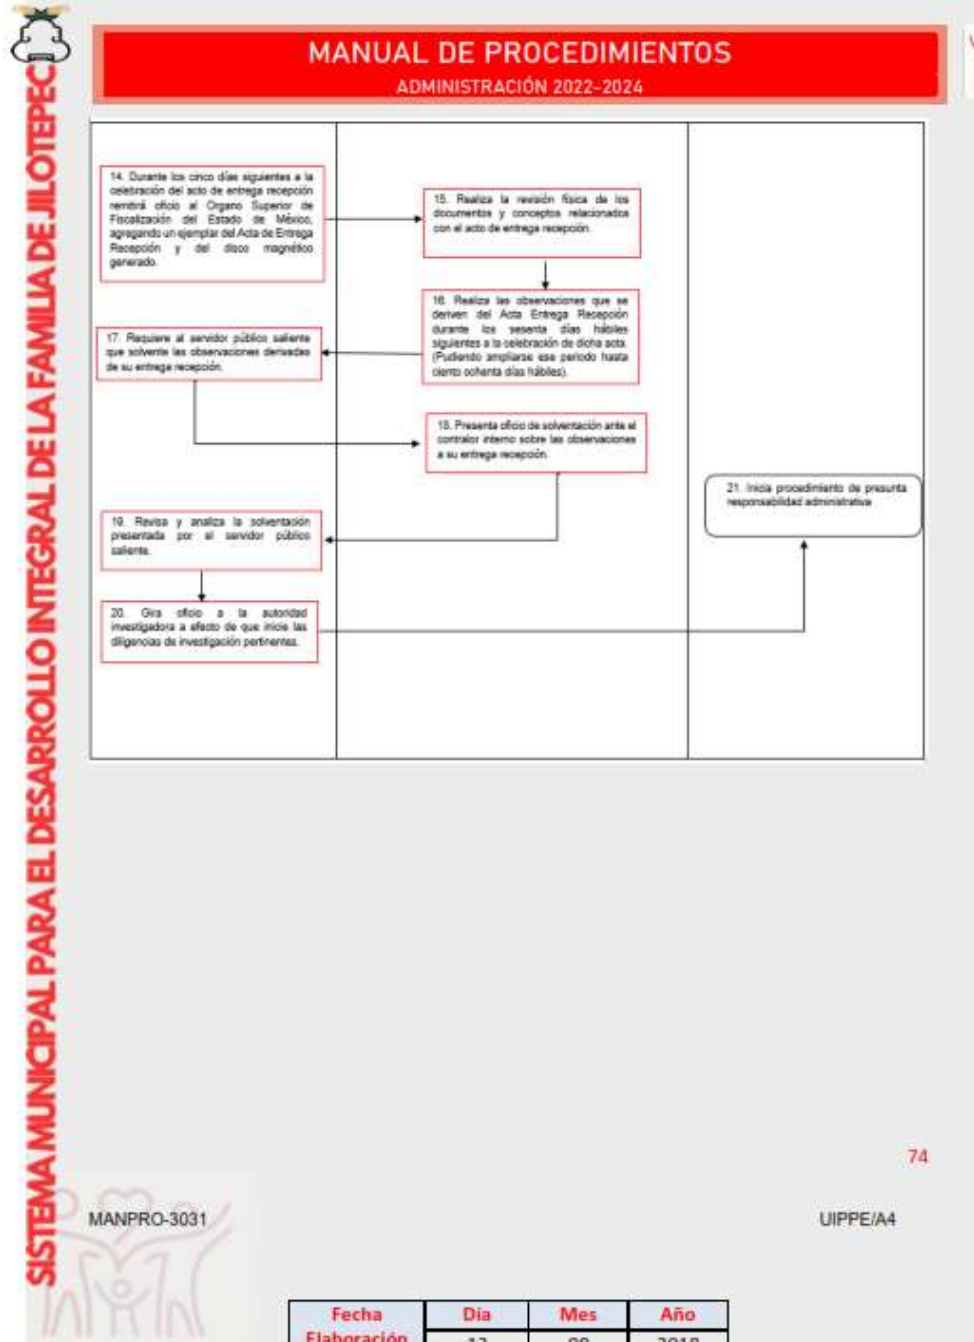 SISTEMA MUNICIPAL PARA EL DESARROLLO INTEGRAL DE LA FAMILIA DE JILOTEPEC
MANUAL DE PROCEDIMIENTOS
ADMINISTRACIÓN 2022-2024
14. Durante los cinco días siguientes a la
celebración del acto de entrega recepción
remitirá oficio al Organo Superior de
Fiscalización del Estado de México,
agregando un ejemplar del Acta de Entrega
Recepción y del disco magnético
generado.
15. Realiza la revisión física de los
documentos y conceptos relacionados
con el acto de entrega recepción.
16. Realiza las observaciones que se
deriven del Acta Entrega Recepción
durante los sesenta días hábiles
siguientes a la celebración de dicha acta.
(Pudiendo ampliarse ese periodo hasta
ciento ochenta días hábiles).
17. Requiere al servidor público saliente
que solvente las observaciones derivadas
de su entrega recepción.
18. Presenta oficio de solventación ante el
contralor interno sobre las observaciones
a su entrega recepción.
19. Revisa y analiza la solventación
presentada por el servidor público
saliente.
20. Gira oficio a la autoridad
investigadora a efecto de que inicie las
diligencias de investigación pertinentes.
21. Inicia procedimiento de presunta
responsabilidad administrativa
74
MANPRO-3031
UIPPE/A4
Fecha Día Mes Año
Elaboración 13 08 2018